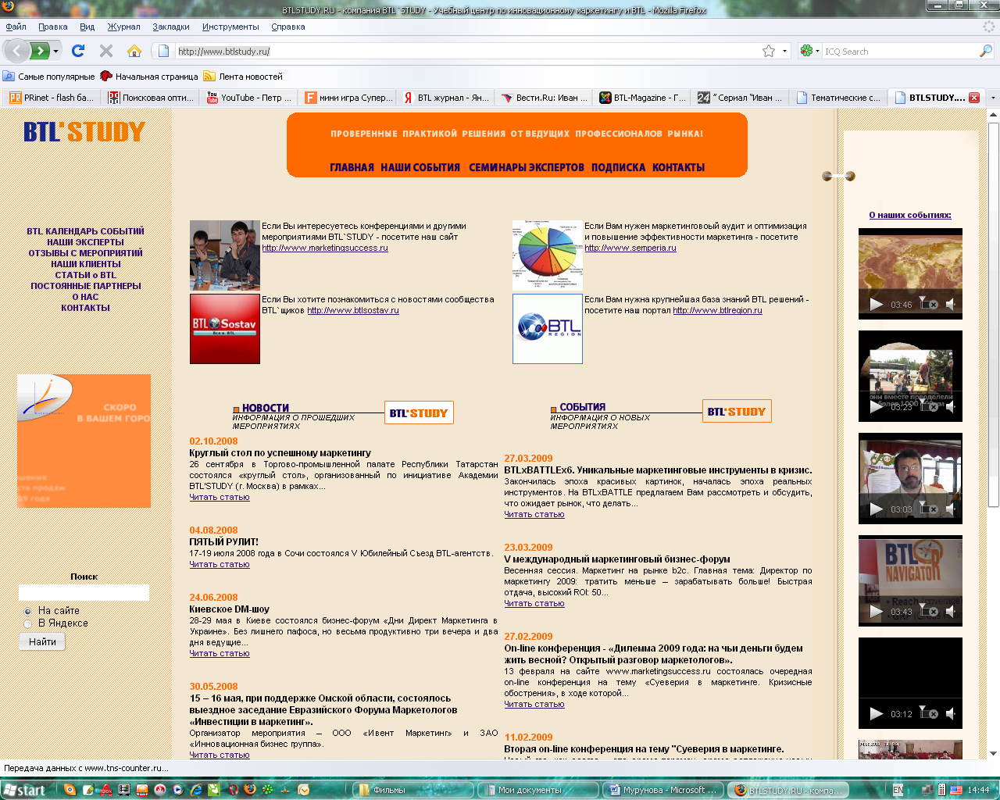 BTLSTUDY.RU - компания BTL`STUDY - Учебный центр по инновационному маркетингу и BTL - Mozilla Firefox
Файл Правка Вид Журнал Закладки Инструменты Справка
http://www.btlstudy.ru/
ICQ Search
Самые популярные Начальная страница Лента новостей
PRinet - flash ба... Поисковая опти... YouTube - Петр ... мини игра Супер... BTL журнал - Ян... Вести.Ru: Иван ... BTL-Magazine - Г... " Сериал "Иван ... Тематические с... BTLSTUDY....
BTL'STUDY
ПРОВЕРЕННЫЕ ПРАКТИКОЙ РЕШЕНИЯ ОТ ВЕДУЩИХ ПРОФЕССИОНАЛОВ РЫНКА!
ГЛАВНАЯ НАШИ СОБЫТИЯ СЕМИНАРЫ ЭКСПЕРТОВ ПОДПИСКА КОНТАКТЫ
BTL КАЛЕНДАРЬ СОБЫТИЙ
НАШИ ЭКСПЕРТЫ
ОТЗЫВЫ С МЕРОПРИЯТИЙ
НАШИ КЛИЕНТЫ
СТАТЬИ о BTL
ПОСТОЯННЫЕ ПАРТНЕРЫ
О НАС
КОНТАКТЫ
СКОРО
В ВАШЕМ ГОРО
Поиск
На сайте
В Яндексе
Найти
Если Вы интересуетесь конференциями и другими
мероприятиями BTL`STUDY - посетите наш сайт
http://www.marketingsuccess.ru
Если Вам нужен маркетинговоый аудит и оптимизация
и повышение эффективности маркетинга - посетите
http://www.semperia.ru
BTL Sostav
Все о BTL
Если Вы хотите познакомиться с новостями сообщества
BTL`щиков http://www.btlsostav.ru
BTL
REGION
Если Вам нужна крупнейшая база знаний BTL решений -
посетите наш портал http://www.btlregion.ru
НОВОСТИ
BTL'STUDY
ИНФОРМАЦИЯ О ПРОШЕДШИХ
МЕРОПРИЯТИЯХ
02.10.2008
Круглый стол по успешному маркетингу
26 сентября в Торгово-промышленной палате Республики Татарстан
состоялся «круглый стол», организованный по инициативе Академии
BTL'STUDY (г. Москва) в рамках...
Читать статью
04.08.2008
ПЯТЫЙ РУЛИТ!
17-19 июля 2008 года в Сочи состоялся V Юбилейный Съезд BTL-агентств.
Читать статью
24.06.2008
Киевское DM-шоу
28-29 мая в Киеве состоялся бизнес-форум «Дни Директ Маркетинга в
Украине». Без лишнего пафоса, но весьма продуктивно три вечера и два
дня ведущие...
Читать статью
30.05.2008
15 – 16 мая, при поддержке Омской области, состоялось
выездное заседание Евразийского Форума Маркетологов
«Инвестиции в маркетинг».
Организатор мероприятия – ООО «Ивент Маркетинг» и ЗАО
«Инновационная бизнес группа».
Читать статью
СОБЫТИЯ
BTL'STUDY
ИНФОРМАЦИЯ О НОВЫХ
МЕРОПРИЯТИЯХ
27.03.2009
BTLxBATTLEx6. Уникальные маркетинговые инструменты в кризис.
Закончилась эпоха красивых картинок, началась эпоха реальных
инструментов. На BTLxBATTLE предлагаем Вам рассмотреть и обсудить,
что ожидает рынок, что делать...
Читать статью
23.03.2009
V международный маркетинговый бизнес-форум
Весенняя сессия. Маркетинг на рынке b2c. Главная тема: Директор по
маркетингу 2009: тратить меньше – зарабатывать больше! Быстрая
отдача, высокий ROI: 50...
Читать статью
27.02.2009
On-line конференция - «Дилемма 2009 года: на чьи деньги будем
жить весной? Открытый разговор маркетологов».
13 февраля на сайте www.marketingsuccess.ru состоялась очередная
on-line конференция на тему «Суеверия в маркетинге. Кризисные
обострения», в ходе которой...
Читать статью
11.02.2009
Вторая on-line конференция на тему "Суеверия в маркетинге.
О наших событиях:
03:46
они вместе преодолели
более 1000
03:23
03:03
BTL
NAVIGATOR
Reach
03:43
03:12
Передача данных с www.tns-counter.ru...
start Фильмы Мои документы Мурунова - Microsoft ... BTLSTUDY.RU - компа... EN 14:44